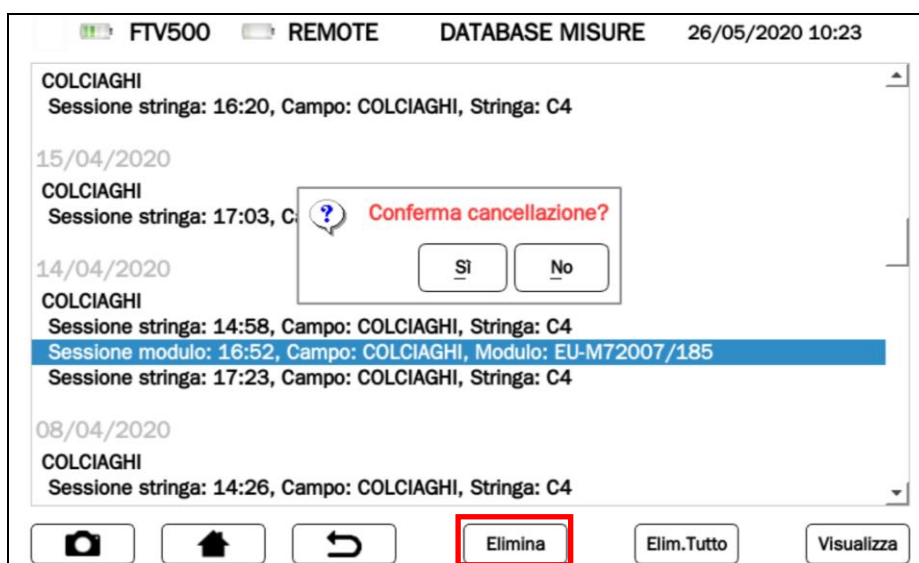 FTV500 REMOTE DATABASE MISURE 26/05/2020 10:23
COLCIAGHI
Sessione stringa: 16:20, Campo: COLCIAGHI, Stringa: C4
15/04/2020
COLCIAGHI
Sessione stringa: 17:03, C
Conferma cancellazione?
Sì No
14/04/2020
COLCIAGHI
Sessione stringa: 14:58, Campo: COLCIAGHI, Stringa: C4
Sessione modulo: 16:52, Campo: COLCIAGHI, Modulo: EU-M72007/185
Sessione stringa: 17:23, Campo: COLCIAGHI, Stringa: C4
08/04/2020
COLCIAGHI
Sessione stringa: 14:26, Campo: COLCIAGHI, Stringa: C4
Elimina Elim.Tutto Visualizza